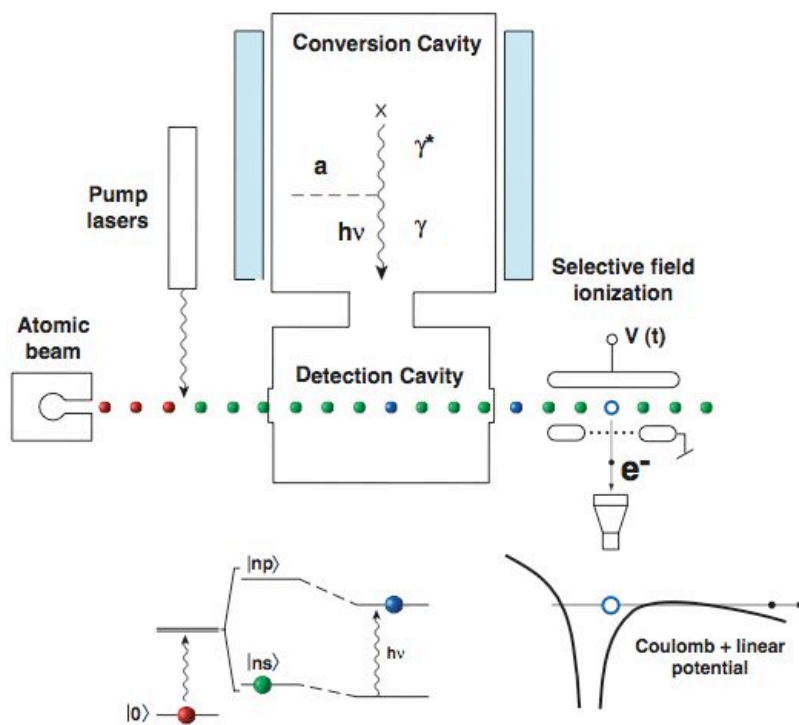 Conversion Cavity
X
γ*
a
hν
γ
Pump
lasers
Selective field
ionization
V (t)
Atomic
beam
Detection Cavity
e-
|np⟩
|ns⟩
hν
|0⟩
Coulomb + linear
potential